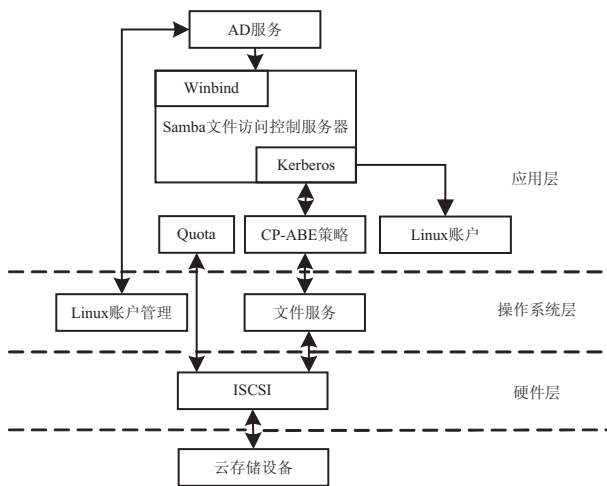 AD服务
Winbind
Samba文件访问控制服务器
Kerberos
应用层
Quota
CP-ABE策略
Linux账户
Linux账户管理
文件服务
操作系统层
ISCSI
硬件层
云存储设备